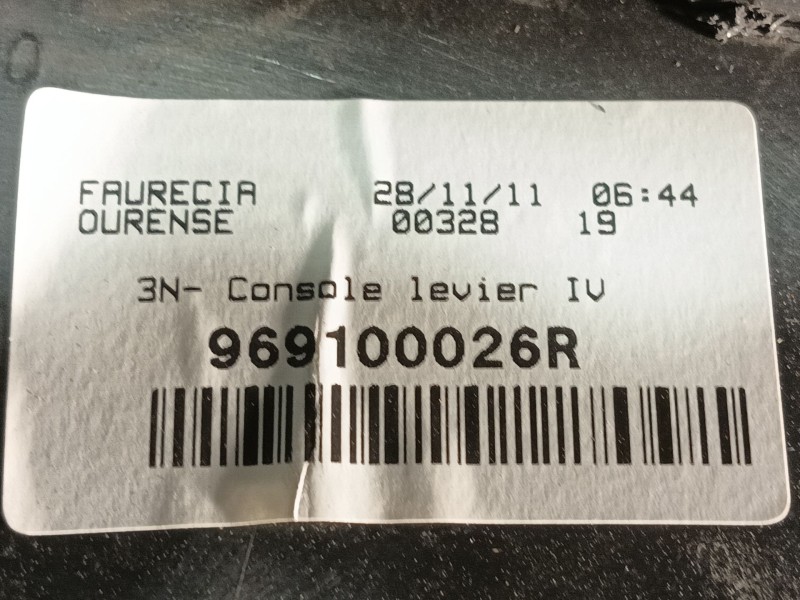 FAURECIA 28/11/11 06:44
OURENSE 00328 19
3N- Console levier IV
969100026R